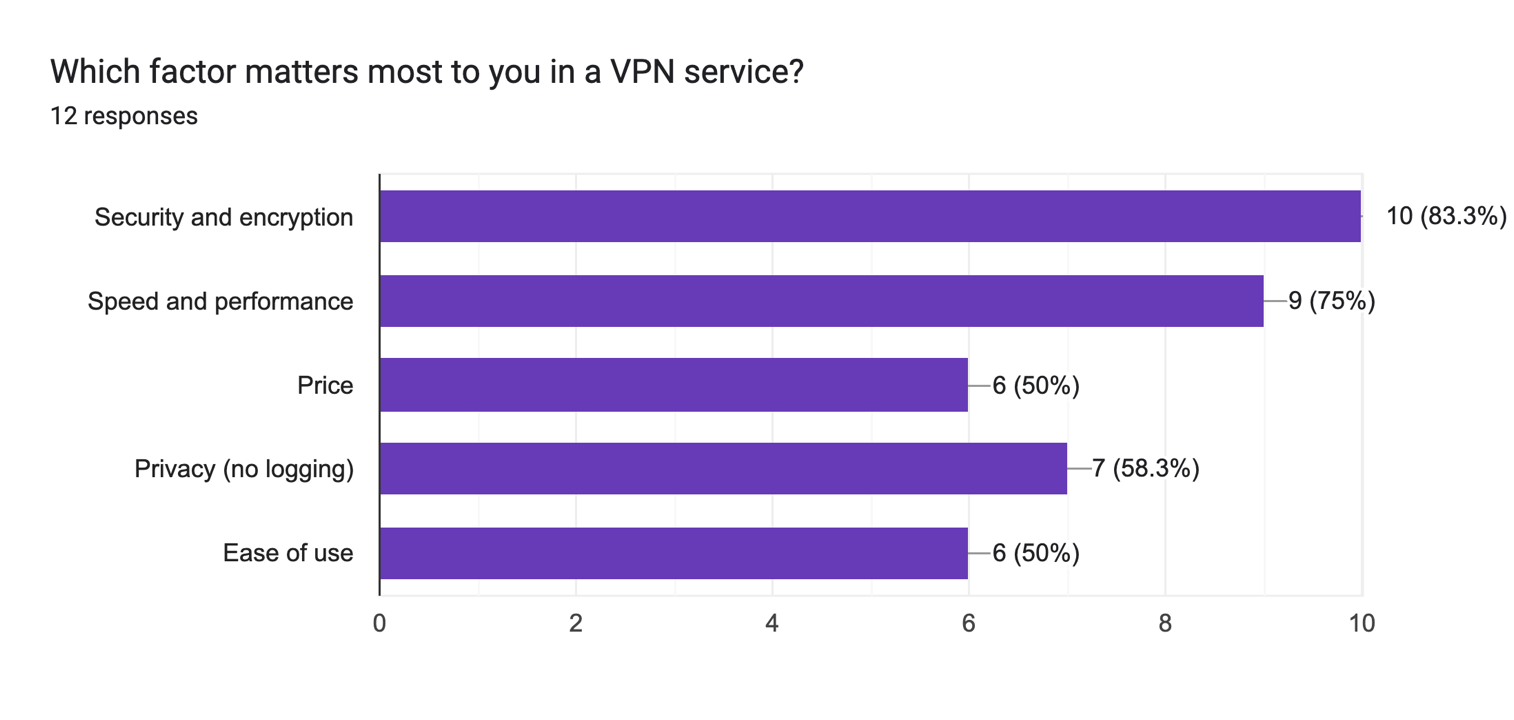 Which factor matters most to you in a VPN service?
12 responses
Security and encryption
10 (83.3%)
Speed and performance
9 (75%)
Price
6 (50%)
Privacy (no logging)
7 (58.3%)
Ease of use
6 (50%)
0 2 4 6 8 10